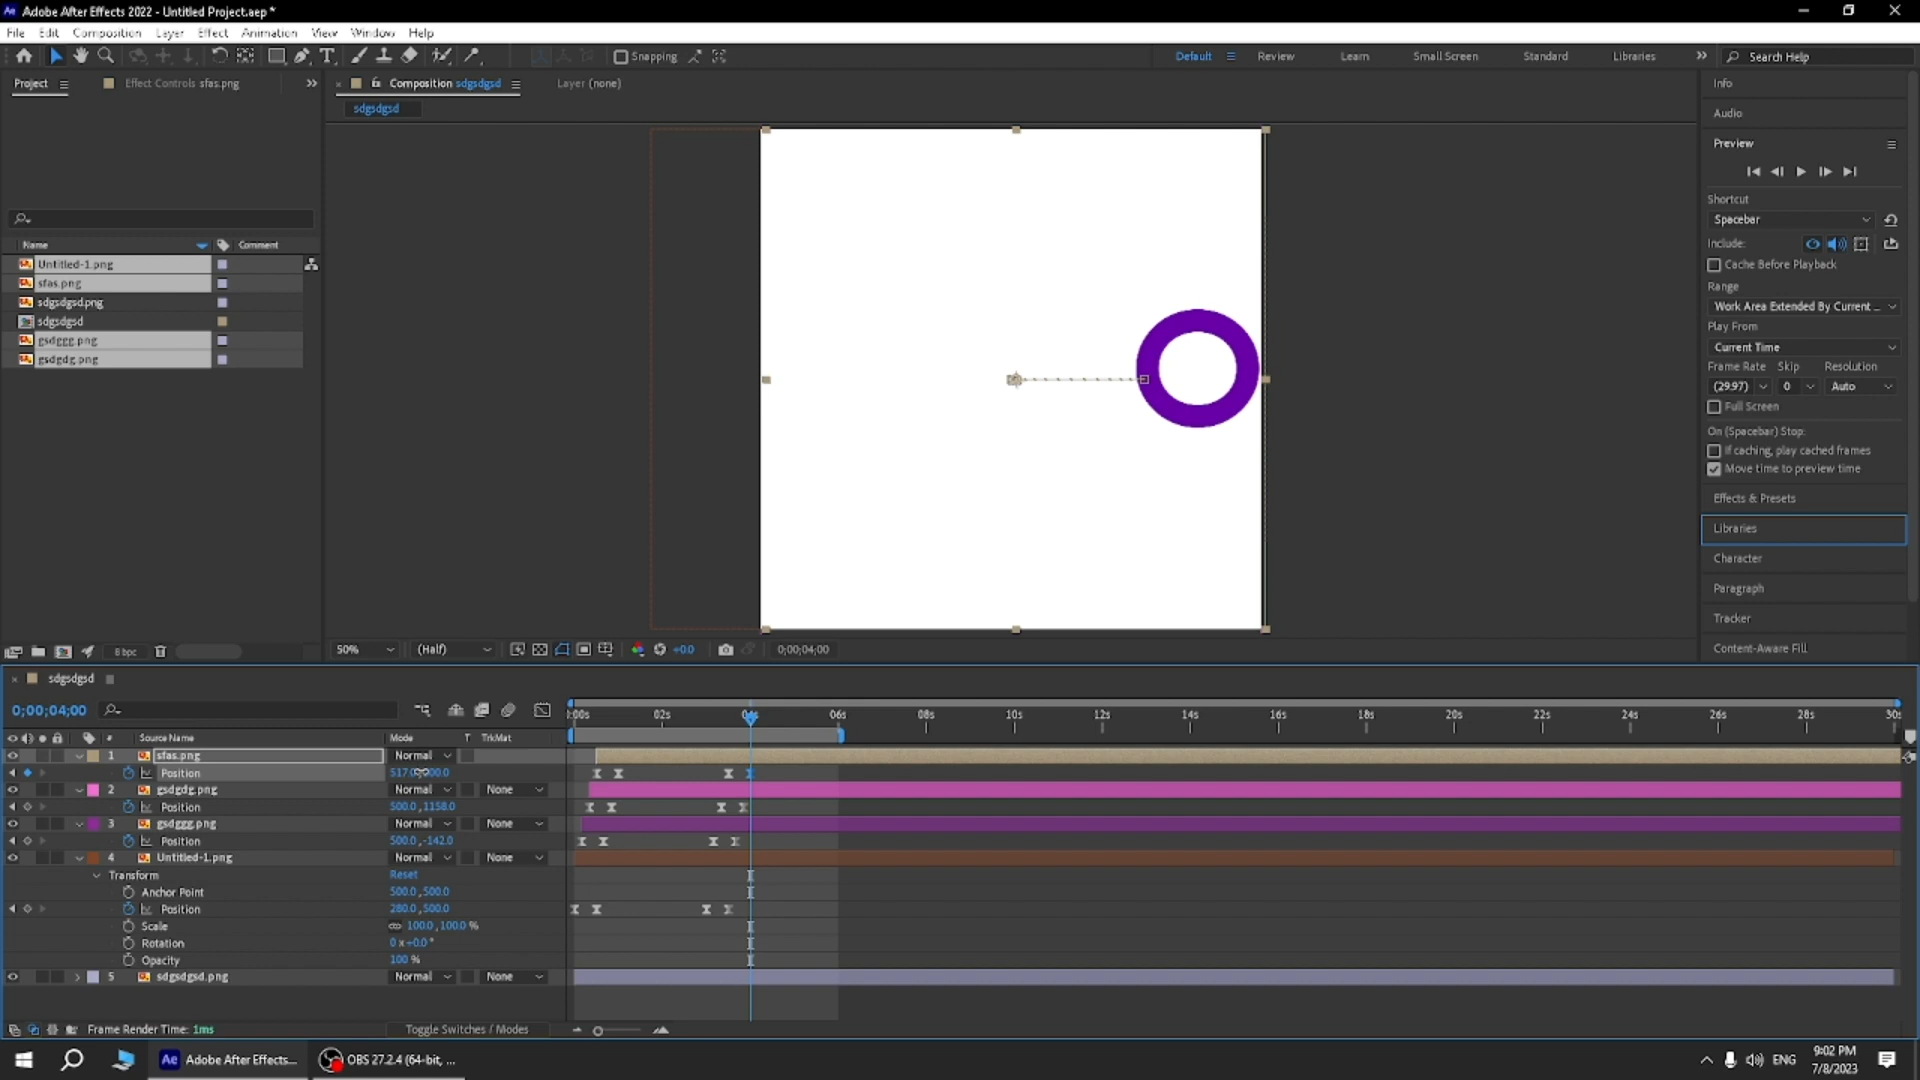 Ae Adobe After Effects 2022 - Untitled Project.aep *
File Edit Composition Layer Effect Animation View Window Help
Snapping Default Review Learn Small Screen Standard Libraries Search Help
Project Effect Controls sfas.png
Composition sdgsdgsd Layer (none)
sdgsdgsd
Name Comment
Untitled-1.png
sfas.png
sdgsdgsd.png
sdgsdgsd
gsdggg.png
gsdgdg.png
8 bpc
50% (Half) +0.0 0;00;04;00
Info
Audio
Preview
Shortcut
Spacebar
Include:
Cache Before Playback
Range
Work Area Extended By Current ...
Play From
Current Time
Frame Rate Skip Resolution
(29.97) 0 Auto
Full Screen
On (Spacebar) Stop:
If caching, play cached frames
Move time to preview time
Effects & Presets
Libraries
Character
Paragraph
Tracker
Content-Aware Fill
sdgsdgsd
0;00;04;00
:00s 02s 04s 06s 08s 10s 12s 14s 16s 18s 20s 22s 24s 26s 28s 30s
# Source Name Mode T TrkMat
1 sfas.png Normal
Position
2 gsdgdg.png Normal None
Position 500.0,1158.0
3 gsdggg.png Normal None
Position 500.0,-142.0
4 Untitled-1.png Normal None
Transform Reset
Anchor Point 500.0,500.0
Position 280.0,500.0
Scale 100.0,100.0 %
Rotation 0 x+0.0 °
Opacity 100 %
5 sdgsdgsd.png Normal None
Frame Render Time: 1ms Toggle Switches / Modes
Ae Adobe After Effects... OBS 27.2.4 (64-bit, ... ENG 9:02 PM
7/8/2023